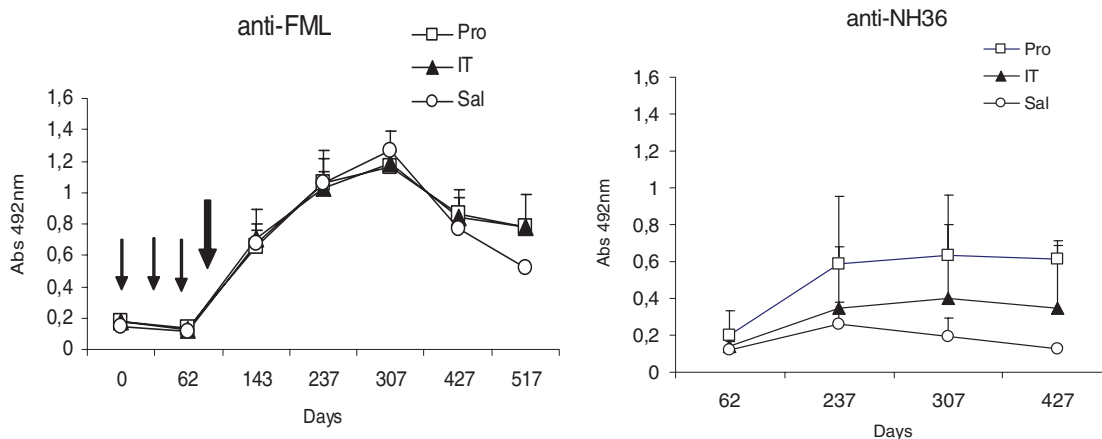 anti-FML
Pro
IT
Sal
1,6
1,4
1,2
1
0,8
0,6
0,4
0,2
0
Abs 492nm
0 62 143 237 307 427 517
Days
anti-NH36
Pro
IT
Sal
1,6
1,4
1,2
1
0,8
0,6
0,4
0,2
0
Abs 492nm
62 237 307 427
Days